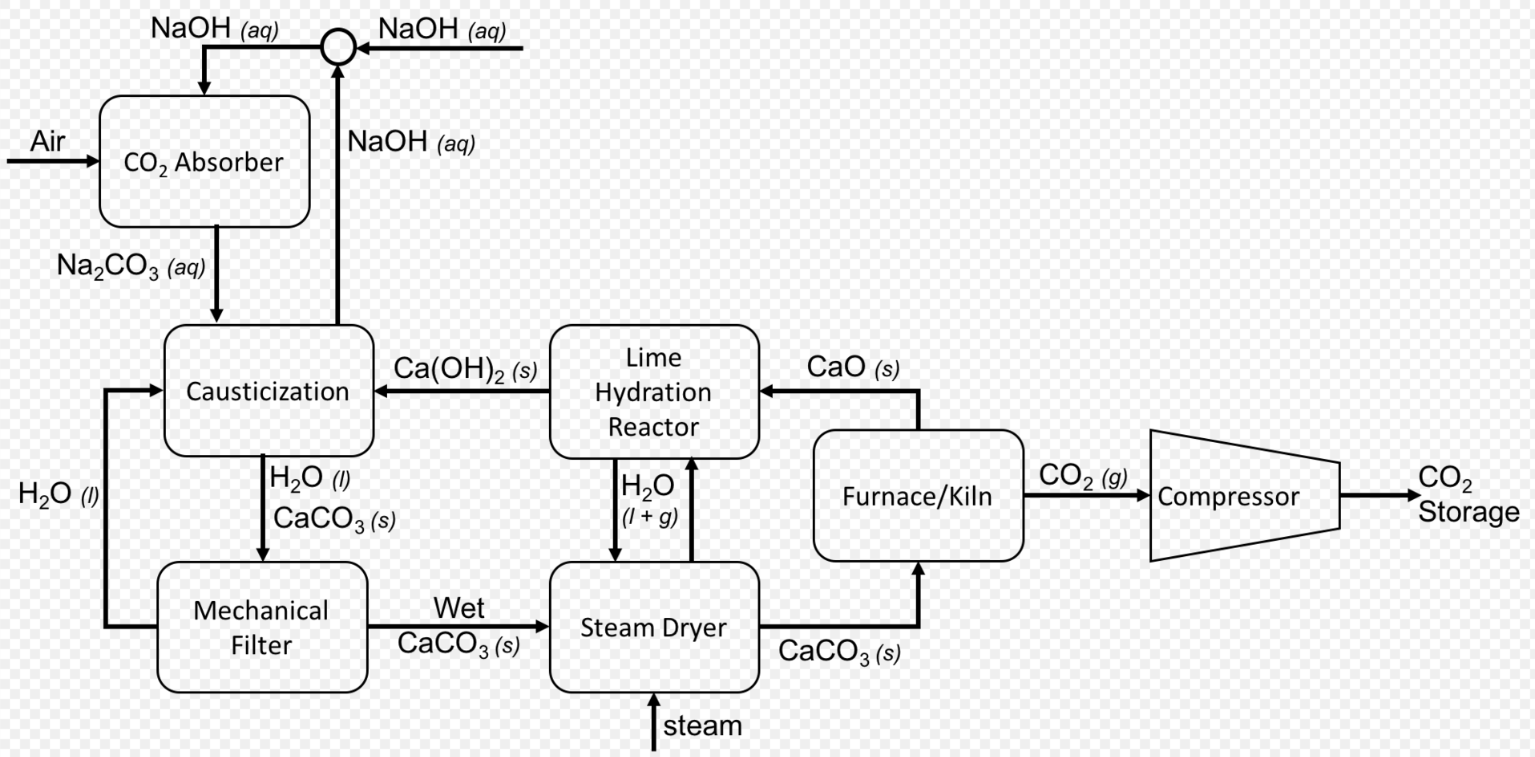 NaOH (aq)
NaOH (aq)
Air
CO₂ Absorber
NaOH (aq)
Na₂CO₃ (aq)
Causticization
Ca(OH)₂ (s)
Lime
Hydration
Reactor
CaO (s)
H₂O (l)
H₂O (l)
CaCO₃ (s)
H₂O
(l + g)
Furnace/Kiln
CO₂ (g)
Compressor
CO₂
Storage
Mechanical
Filter
Wet
CaCO₃ (s)
Steam Dryer
CaCO₃ (s)
steam